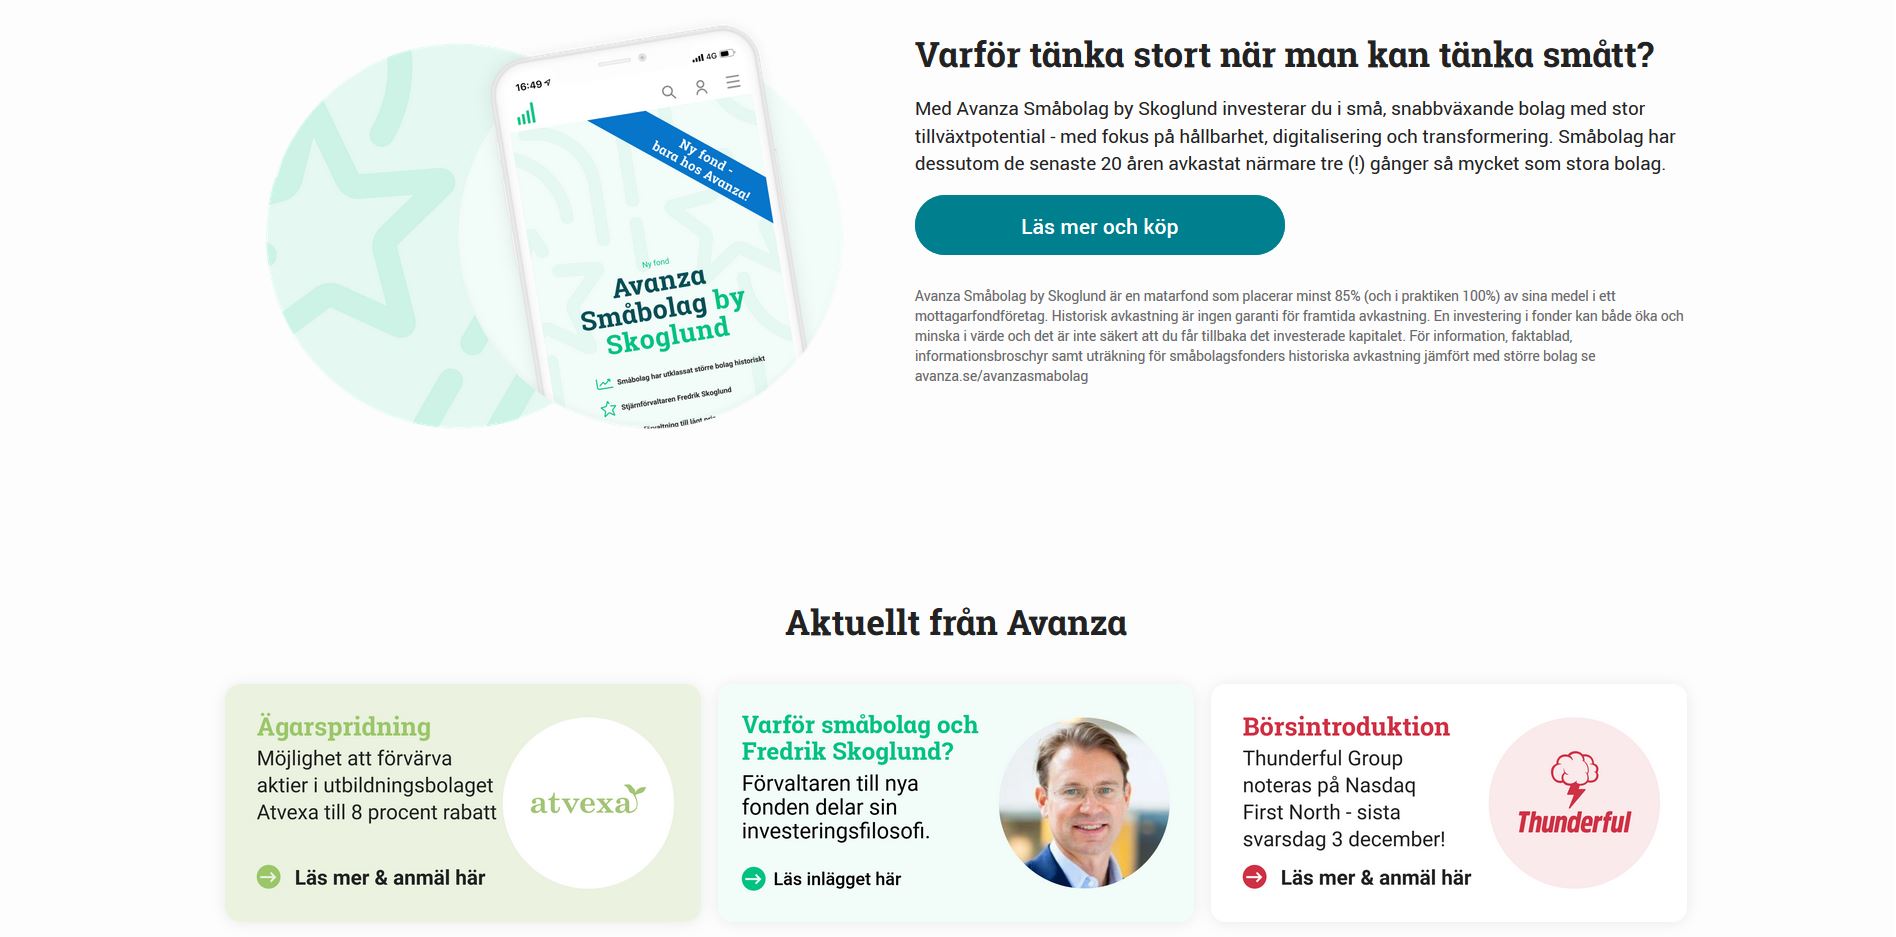 16:49
4G
Ny fond -
bara hos Avanza!
Ny fond
Avanza
Småbolag by
Skoglund
Småbolag har utklassat större bolag historiskt
Stjärnförvaltaren Fredrik Skoglund
förvaltning till lågt pris
Varför tänka stort när man kan tänka smått?
Med Avanza Småbolag by Skoglund investerar du i små, snabbväxande bolag med stor
tillväxtpotential - med fokus på hållbarhet, digitalisering och transformering. Småbolag har
dessutom de senaste 20 åren avkastat närmare tre (!) gånger så mycket som stora bolag.
Läs mer och köp
Avanza Småbolag by Skoglund är en matarfond som placerar minst 85% (och i praktiken 100%) av sina medel i ett
mottagarfondföretag. Historisk avkastning är ingen garanti för framtida avkastning. En investering i fonder kan både öka och
minska i värde och det är inte säkert att du får tillbaka det investerade kapitalet. För information, faktablad,
informationsbroschyr samt uträkning för småbolagsfonders historiska avkastning jämfört med större bolag se
avanza.se/avanzasmabolag
Aktuellt från Avanza
Ägarspridning
Möjlighet att förvärva
aktier i utbildningsbolaget
Atvexa till 8 procent rabatt
Läs mer & anmäl här
atvexa
Varför småbolag och
Fredrik Skoglund?
Förvaltaren till nya
fonden delar sin
investeringsfilosofi.
Läs inlägget här
Börsintroduktion
Thunderful Group
noteras på Nasdaq
First North - sista
svarsdag 3 december!
Läs mer & anmäl här
Thunderful